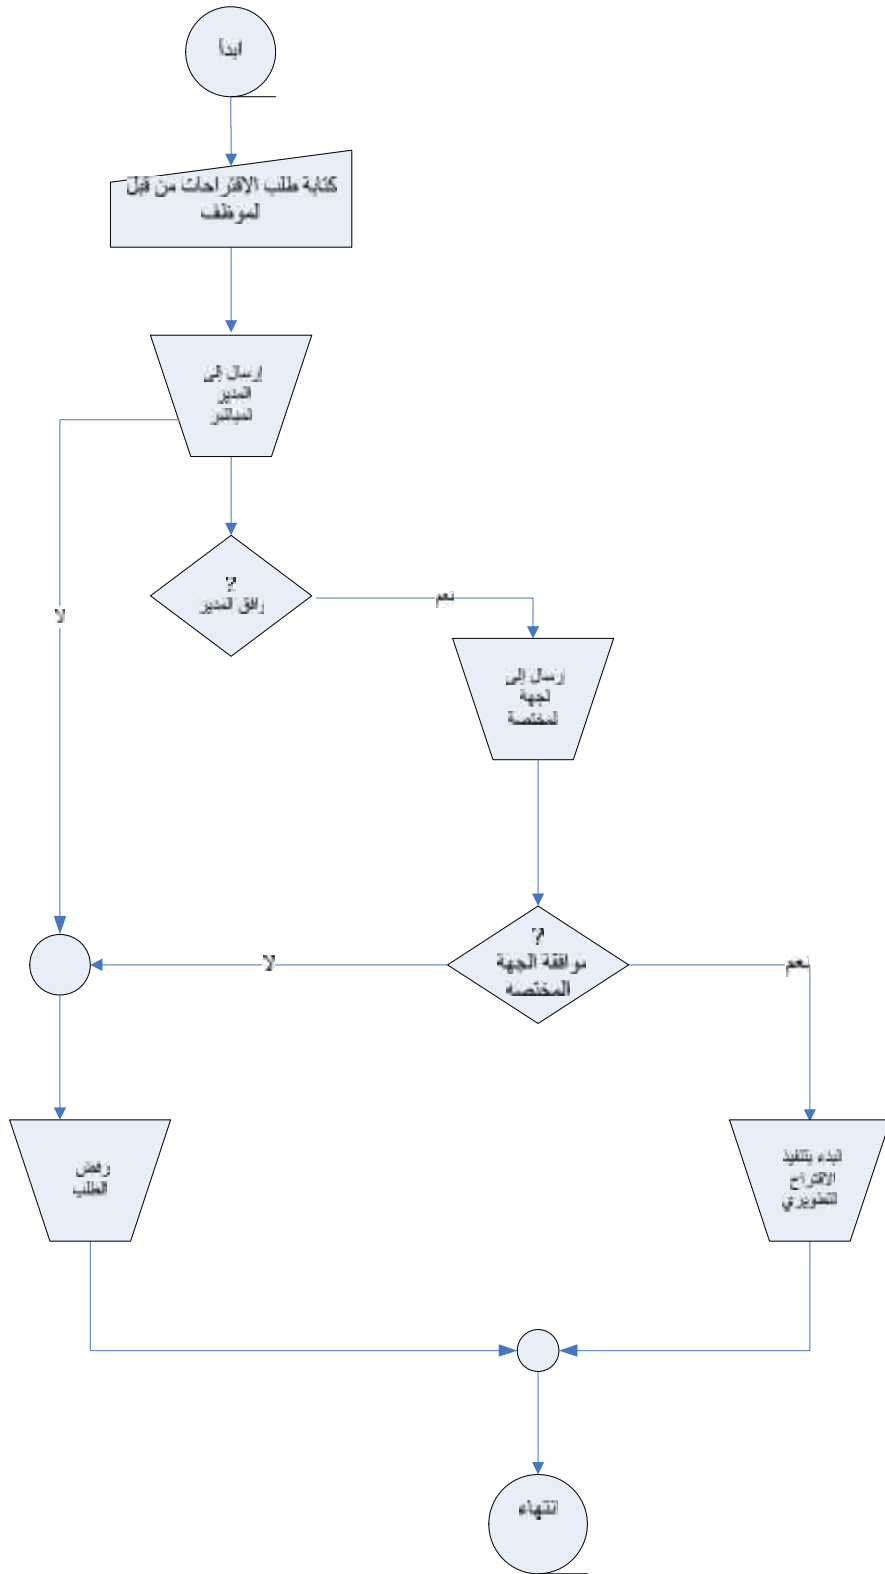 ابدأ
كتابة طلب الاقتراحات من قبل
الموظف
إرسال إلى
المدير
المباشر
لا
?
وافق المدير
نعم
إرسال إلى
الجهة
المختصة
?
موافقة الجهة
المختصه
لا
نعم
رفض
الطلب
البدء بتنفيذ
الاقتراح
التطويري
انتهاء